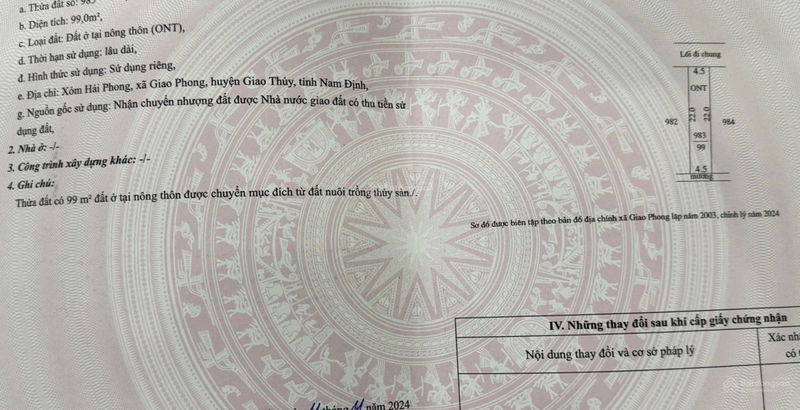 a. Thửa đất số: 983
b. Diện tích: 99,0m²,
c. Loại đất: Đất ở tại nông thôn (ONT),
d. Thời hạn sử dụng: lâu dài,
đ. Hình thức sử dụng: Sử dụng riêng,
e. Địa chỉ: Xóm Hải Phong, xã Giao Phong, huyện Giao Thủy, tỉnh Nam Định,
g. Nguồn gốc sử dụng: Nhận chuyển nhượng đất được Nhà nước giao đất có thu tiền sử
dụng đất,
2. Nhà ở: -/-
3. Công trình xây dựng khác: -/-
4. Ghi chú:
Thửa đất có 99 m² đất ở tại nông thôn được chuyển mục đích từ đất nuôi trồng thủy sản./.
Lối đi chung
4.5
ONT
22.0 22.0
982
984
983
99
4.5
mương
Sơ đồ được biên tập theo bản đồ địa chính xã Giao Phong lập năm 2003, chỉnh lý năm 2024
IV. Những thay đổi sau khi cấp giấy chứng nhận
Nội dung thay đổi và cơ sở pháp lý
Xác nh
có t
11 tháng 11 năm 2024
Batdongsan